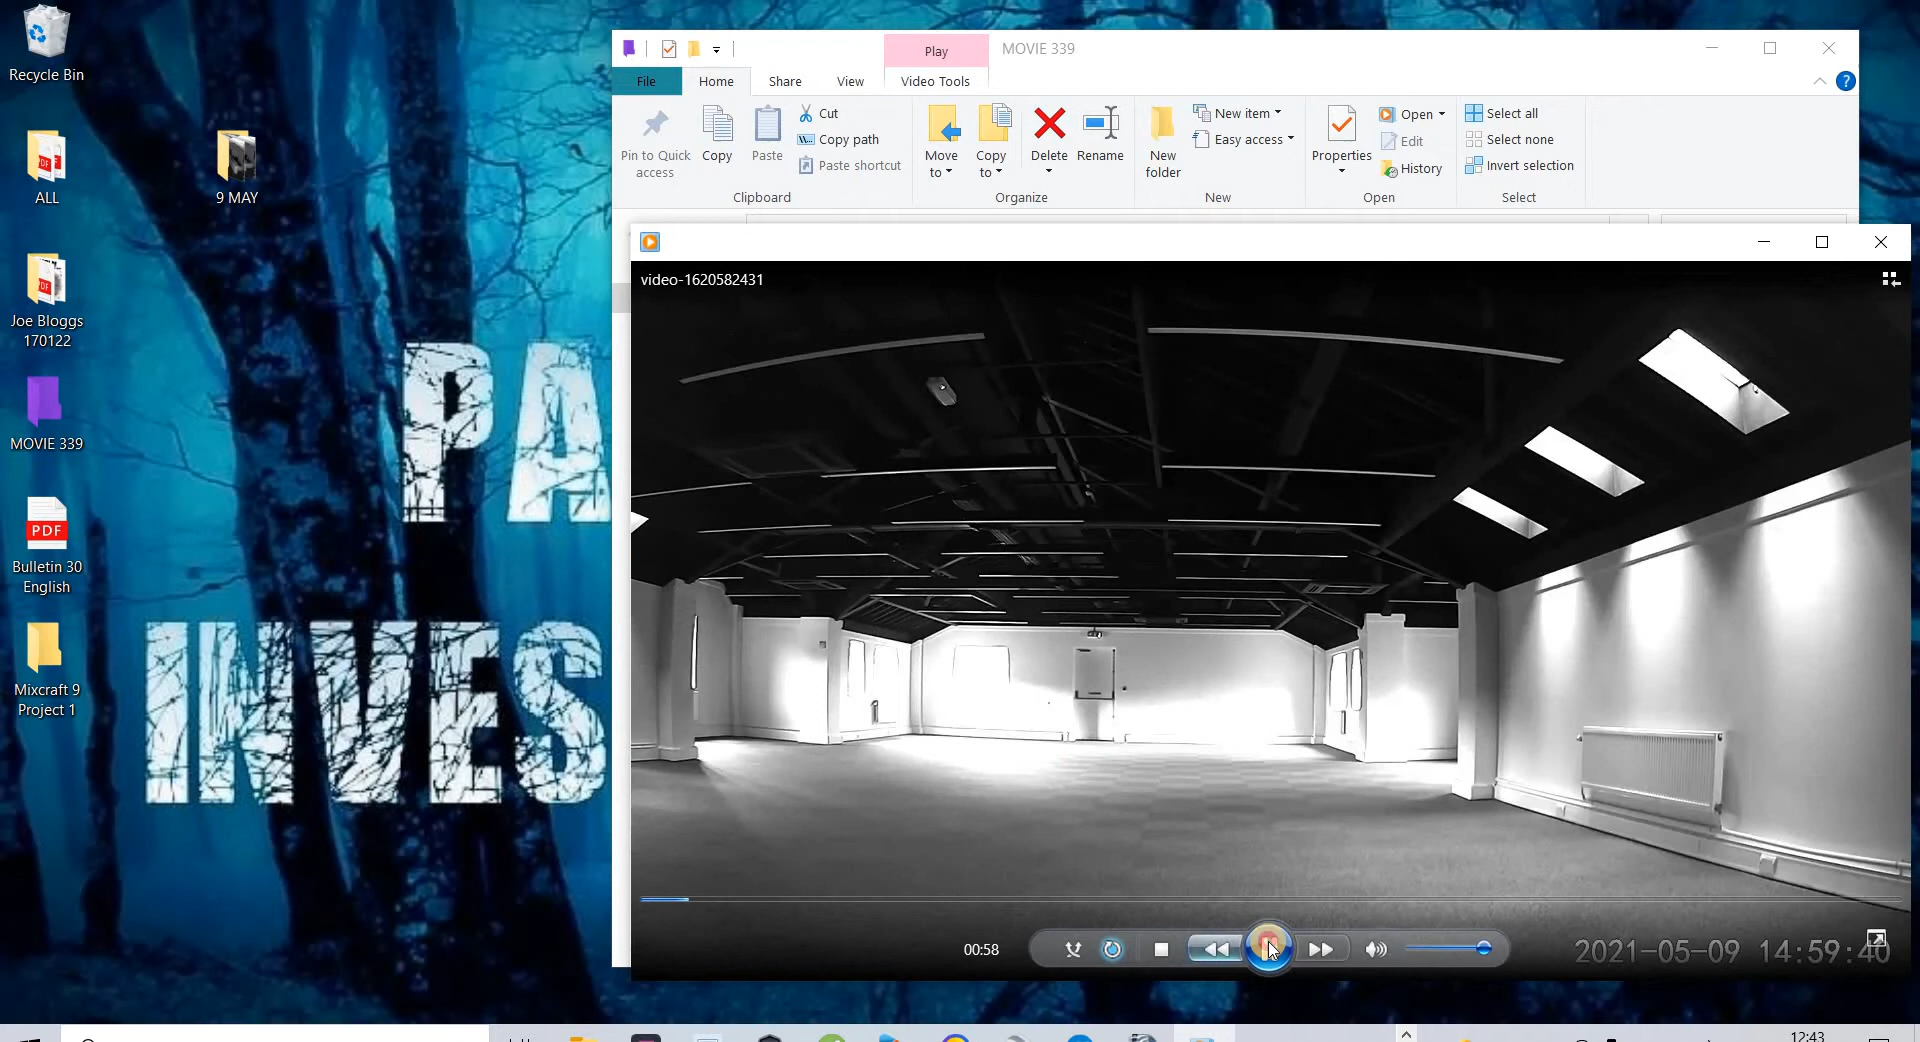 Recycle Bin
ALL
9 MAY
Joe Bloggs
170122
MOVIE 339
PDF
Bulletin 30
English
Mixcraft 9
Project 1
PA
INVES
Play
MOVIE 339
File
Home
Share
View
Video Tools
Pin to Quick
access
Copy
Paste
Cut
Copy path
Paste shortcut
Clipboard
Move
to
Copy
to
Delete
Rename
Organize
New
folder
New item
Easy access
New
Properties
Open
Edit
History
Open
Select all
Select none
Invert selection
Select
video-1620582431
00:58
2021-05-09 14:59:40
12:43